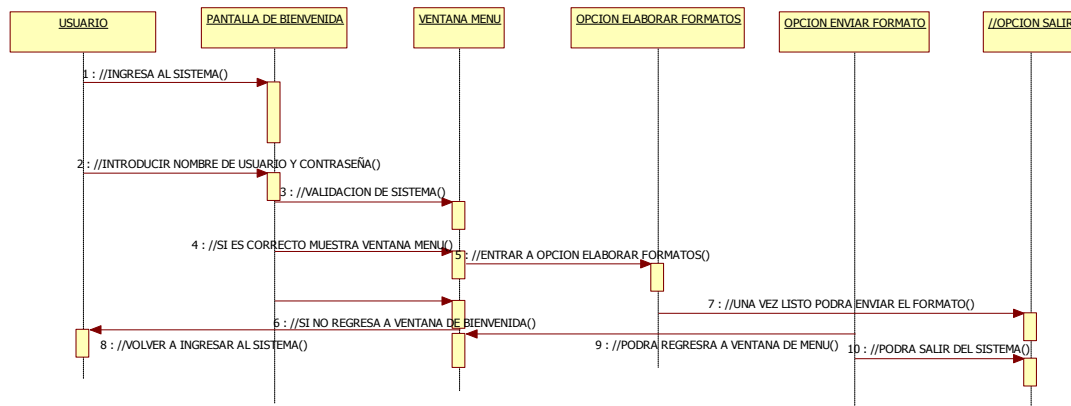 USUARIO
PANTALLA DE BIENVENIDA
VENTANA MENU
OPCION ELABORAR FORMATOS
OPCION ENVIAR FORMATO
//OPCION SALIR
1 : //INGRESA AL SISTEMA()
2 : //INTRODUCIR NOMBRE DE USUARIO Y CONTRASEÑA()
3 : //VALIDACION DE SISTEMA()
4 : //SI ES CORRECTO MUESTRA VENTANA MENU()
5 : //ENTRAR A OPCION ELABORAR FORMATOS()
7 : //UNA VEZ LISTO PODRA ENVIAR EL FORMATO()
6 : //SI NO REGRESA A VENTANA DE BIENVENIDA()
8 : //VOLVER A INGRESAR AL SISTEMA()
9 : //PODRA REGRESRA A VENTANA DE MENU()
10 : //PODRA SALIR DEL SISTEMA()